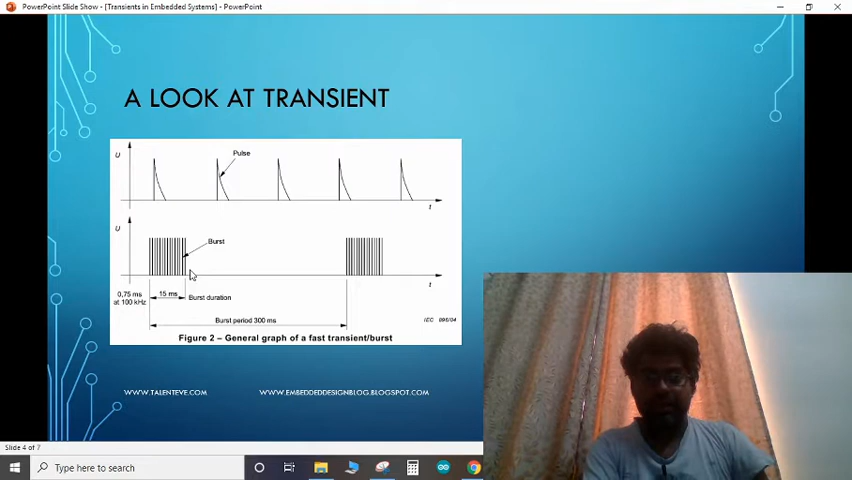 PowerPoint Slide Show - [Transients in Embedded Systems] - PowerPoint
A LOOK AT TRANSIENT
U
Pulse
t
U
Burst
t
0,75 ms
at 100 kHz
15 ms
Burst duration
Burst period 300 ms
IEC 896/04
Figure 2 – General graph of a fast transient/burst
WWW.TALENTEVE.COM
WWW.EMBEDDEDDESIGNBLOG.BLOGSPOT.COM
Slide 4 of 7
Type here to search